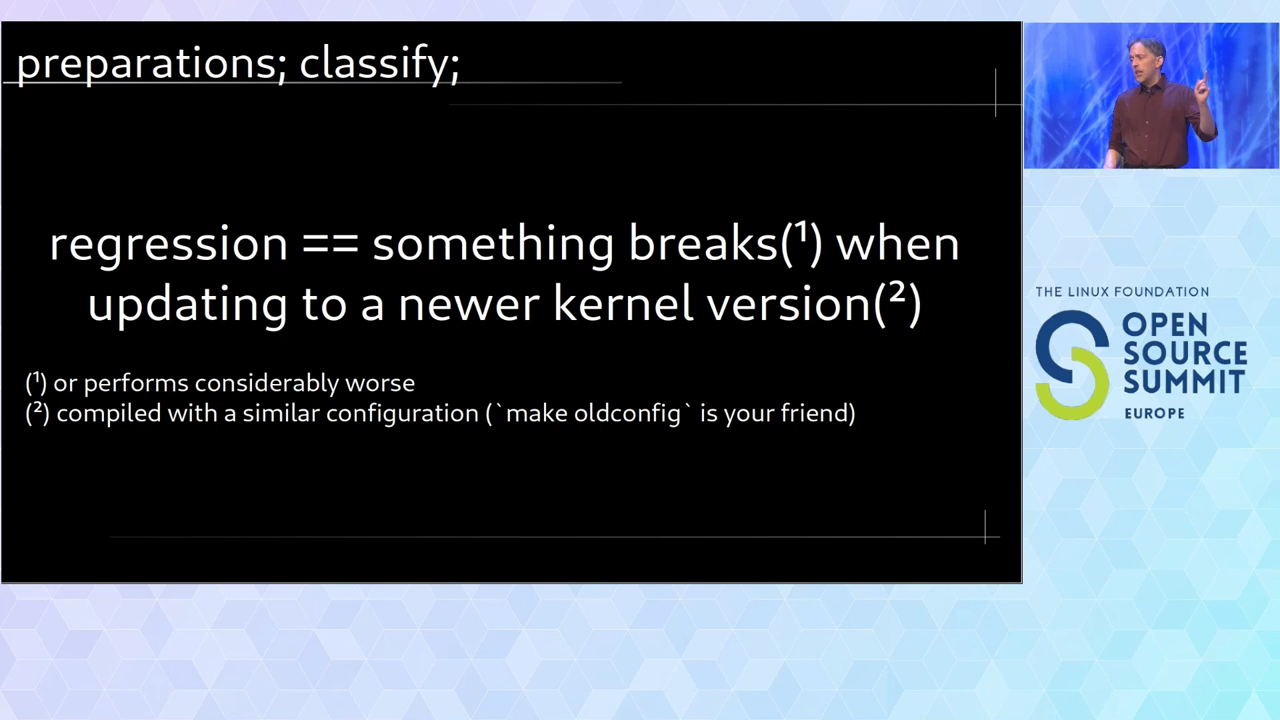 preparations; classify;
regression == something breaks(¹) when
updating to a newer kernel version(²)
(¹) or performs considerably worse
(²) compiled with a similar configuration (`make oldconfig` is your friend)
THE LINUX FOUNDATION
OPEN
SOURCE
SUMMIT
EUROPE